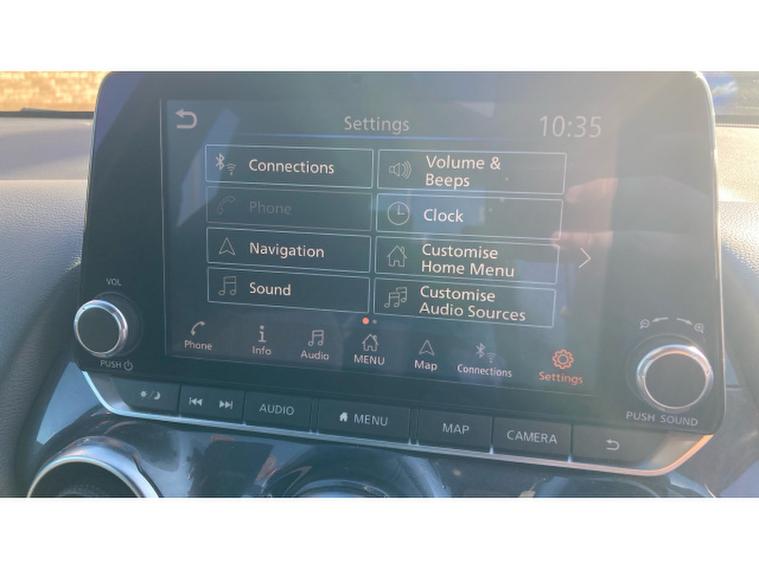 Settings
10:35
Connections
Volume &
Beeps
Phone
Clock
Navigation
Customise
Home Menu
Sound
Customise
Audio Sources
Phone
Info
Audio
MENU
Map
Connections
Settings
VOL
PUSH
PUSH SOUND
AUDIO
MENU
MAP
CAMERA